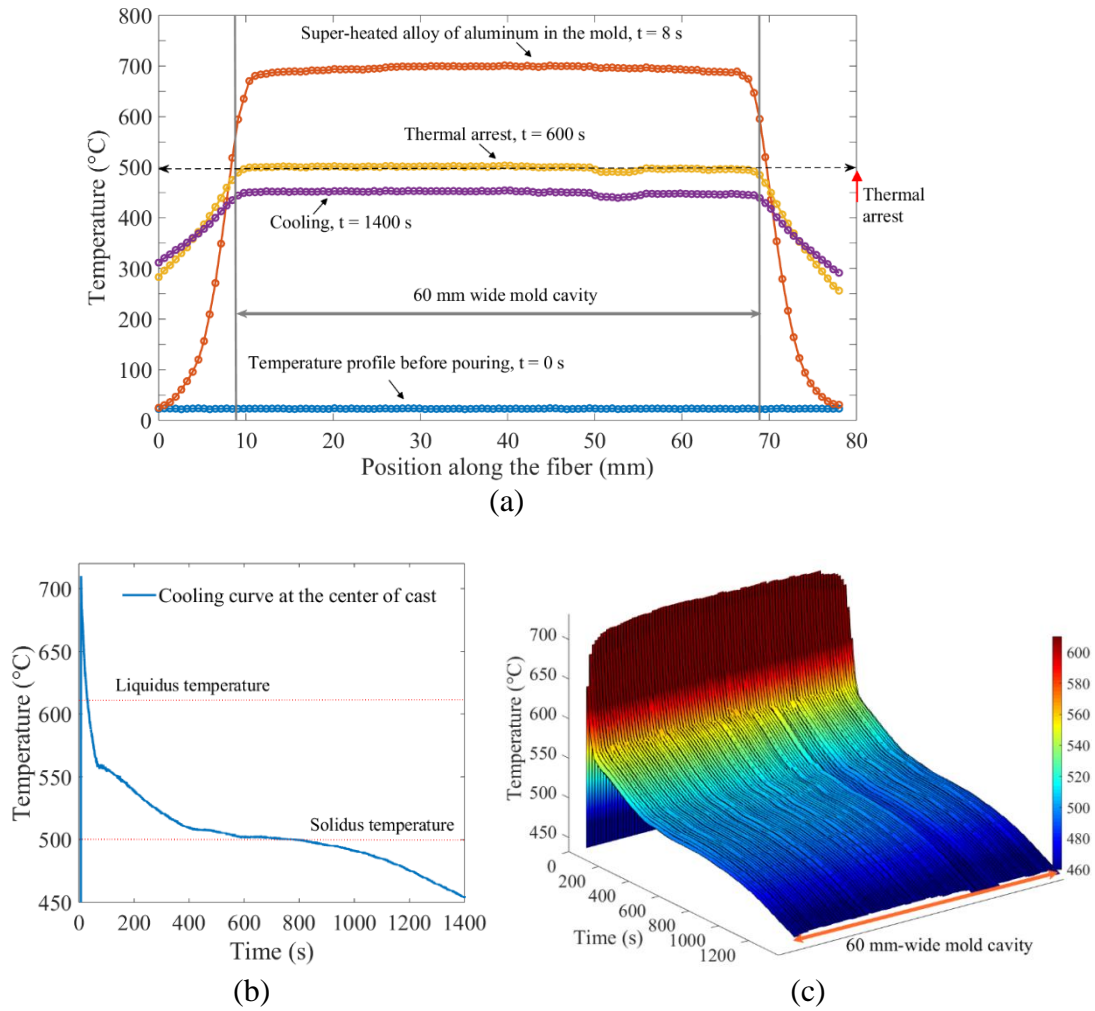 800
700
600
500
400
300
200
100
0
Temperature (°C)
Super-heated alloy of aluminum in the mold, t = 8 s
Thermal arrest, t = 600 s
Cooling, t = 1400 s
Thermal
arrest
60 mm wide mold cavity
Temperature profile before pouring, t = 0 s
0 10 20 30 40 50 60 70 80
Position along the fiber (mm)
(a)
700
650
600
550
500
450
Temperature (°C)
Cooling curve at the center of cast
Liquidus temperature
Solidus temperature
0 200 400 600 800 1000 1200 1400
Time (s)
(b)
700
650
600
550
500
450
Temperature (°C)
0
200
400
600
800
1000
1200
Time (s)
60 mm-wide mold cavity
600
580
560
540
520
500
480
460
(c)